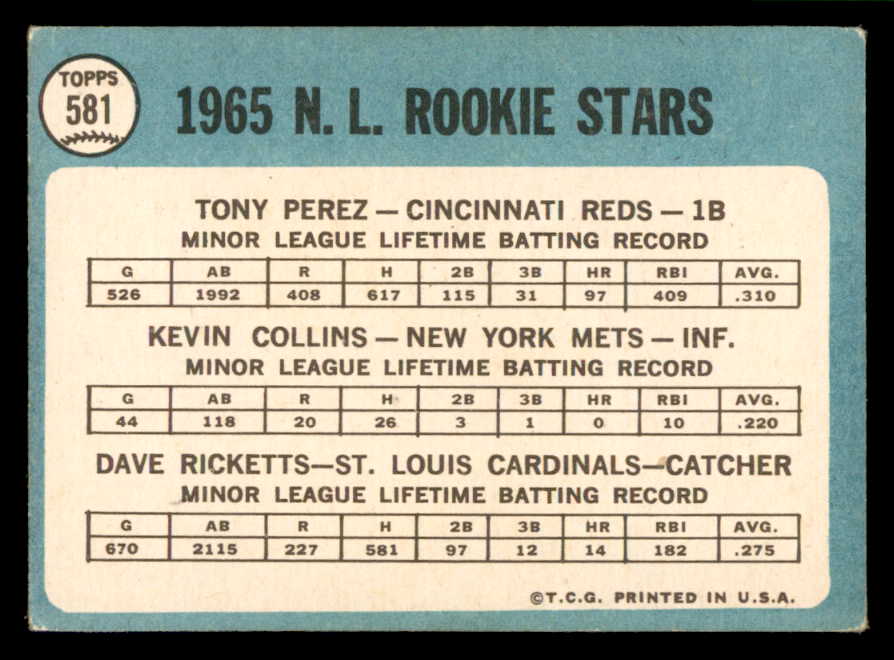 TOPPS
581
1965 N. L. ROOKIE STARS
TONY PEREZ — CINCINNATI REDS — 1B
MINOR LEAGUE LIFETIME BATTING RECORD
G AB R H 2B 3B HR RBI AVG.
526 1992 408 617 115 31 97 409 .310
KEVIN COLLINS — NEW YORK METS — INF.
MINOR LEAGUE LIFETIME BATTING RECORD
G AB R H 2B 3B HR RBI AVG.
44 118 20 26 3 1 0 10 .220
DAVE RICKETTS—ST. LOUIS CARDINALS—CATCHER
MINOR LEAGUE LIFETIME BATTING RECORD
G AB R H 2B 3B HR RBI AVG.
670 2115 227 581 97 12 14 182 .275
©T.C.G. PRINTED IN U.S.A.